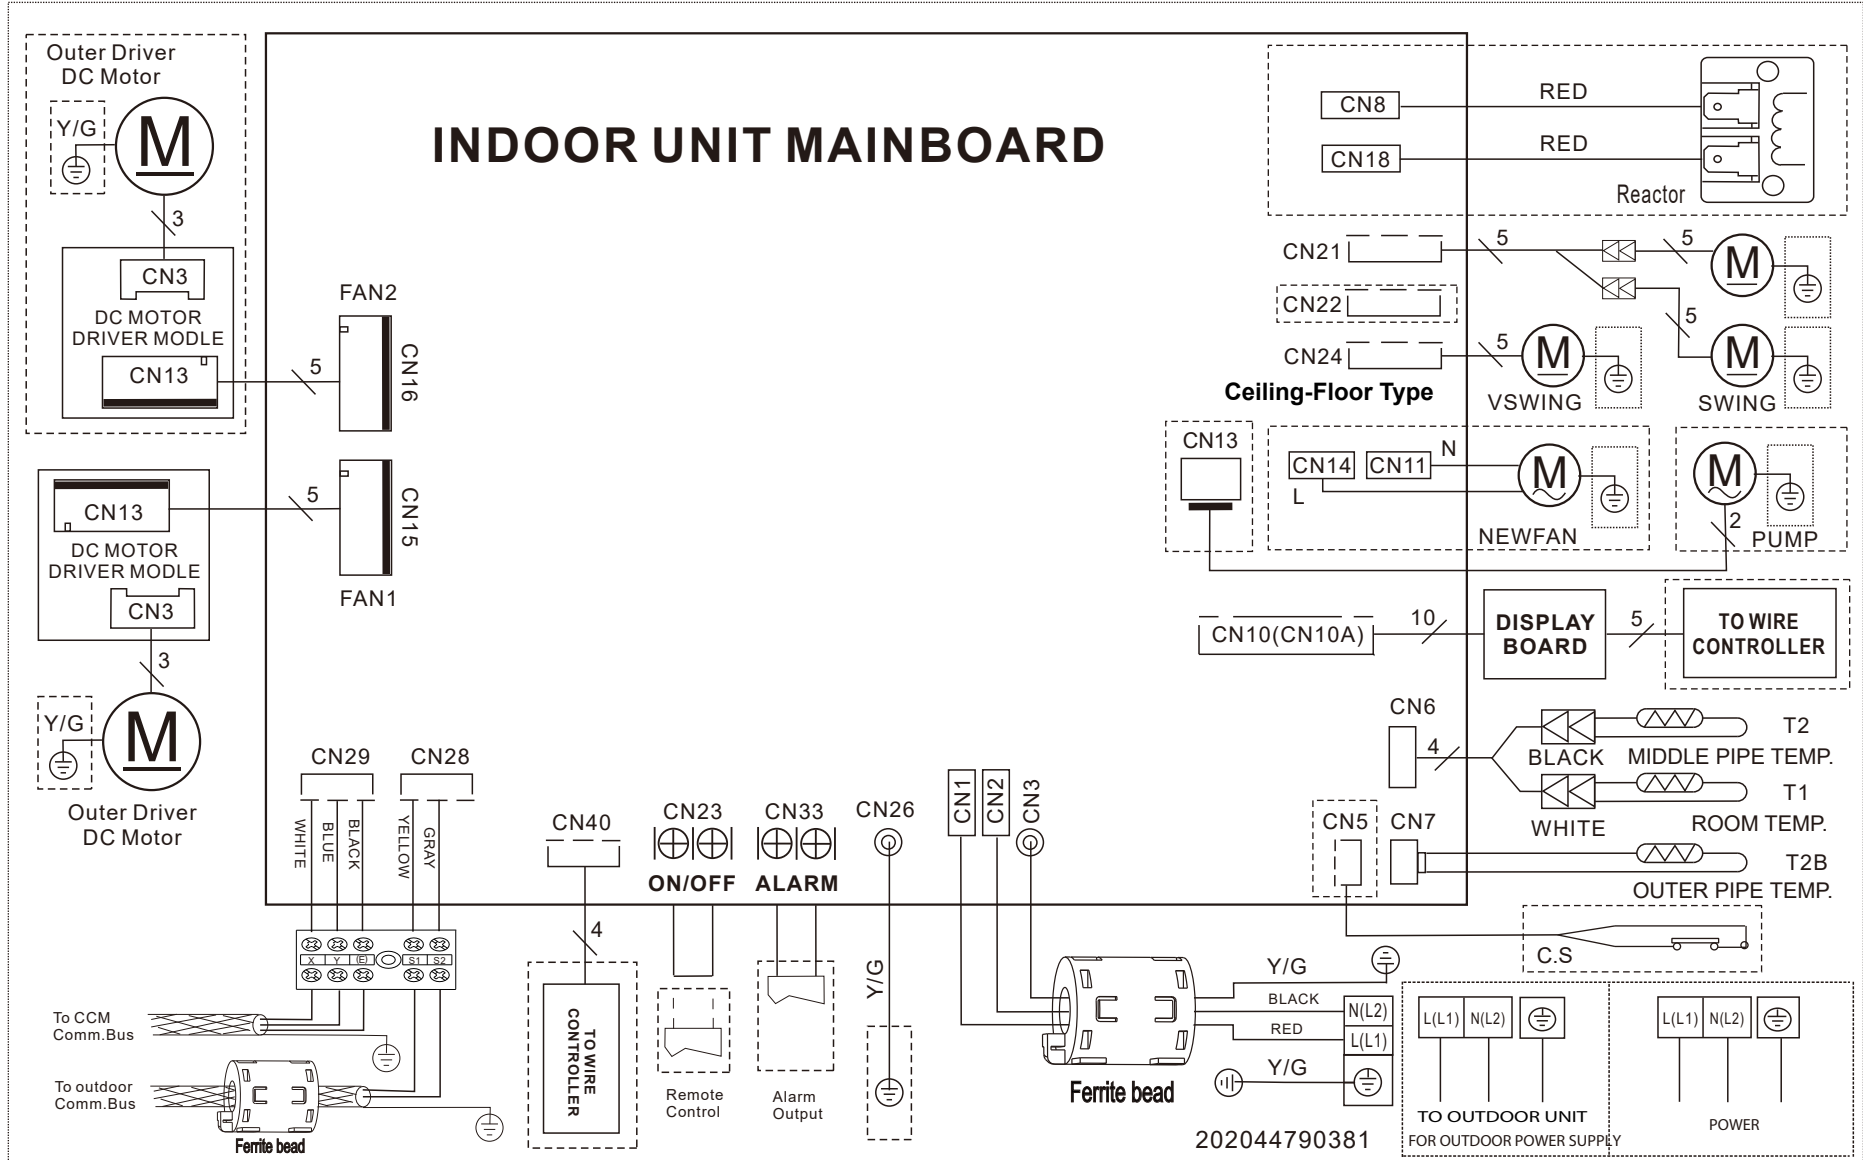 Outer Driver
DC Motor
Y/G
M
3
CN3
DC MOTOR
DRIVER MODLE
CN13
5
FAN2
CN16
INDOOR UNIT MAINBOARD
CN8
RED
CN18
RED
Reactor
CN21
5
5
M
CN22
5
CN24
5
M
M
Ceiling-Floor Type
VSWING
SWING
CN13
CN14
CN11
N
L
M
NEWFAN
M
2
PUMP
CN13
5
CN15
FAN1
DC MOTOR
DRIVER MODLE
CN3
3
Y/G
M
Outer Driver
DC Motor
CN10(CN10A)
10
DISPLAY
BOARD
5
TO WIRE
CONTROLLER
CN6
4
BLACK
T2
MIDDLE PIPE TEMP.
WHITE
T1
ROOM TEMP.
CN5
CN7
T2B
OUTER PIPE TEMP.
C.S
CN29
CN28
WHITE
BLUE
BLACK
YELLOW
GRAY
X
Y
(E)
S1
S2
To CCM
Comm.Bus
To outdoor
Comm.Bus
Ferrite bead
CN40
4
TO WIRE
CONTROLLER
CN23
ON/OFF
Remote
Control
CN33
ALARM
Alarm
Output
CN26
Y/G
CN1
CN2
CN3
Ferrite bead
Y/G
BLACK
RED
Y/G
N(L2)
L(L1)
202044790381
L(L1)
N(L2)
TO OUTDOOR UNIT
FOR OUTDOOR POWER SUPPLY
L(L1)
N(L2)
POWER